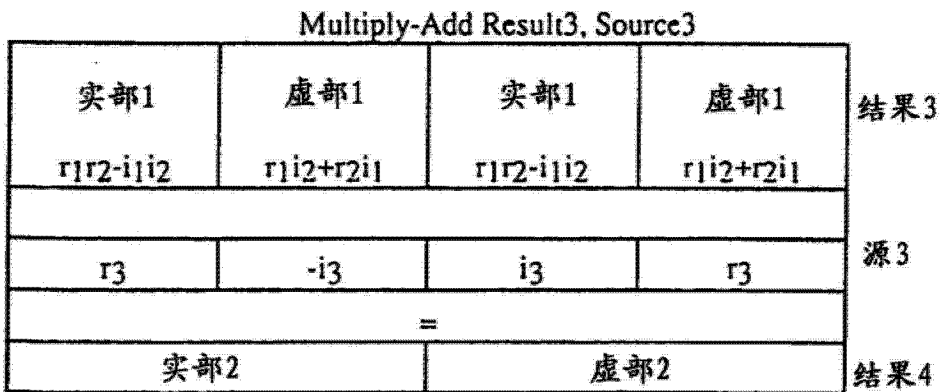 Multiply-Add Result3, Source3
实部1 虚部1 实部1 虚部1 结果3
r1r2-i1i2 r1i2+r2i1 r1r2-i1i2 r1i2+r2i1
r3 -i3 i3 r3 源3
=
实部2 虚部2 结果4